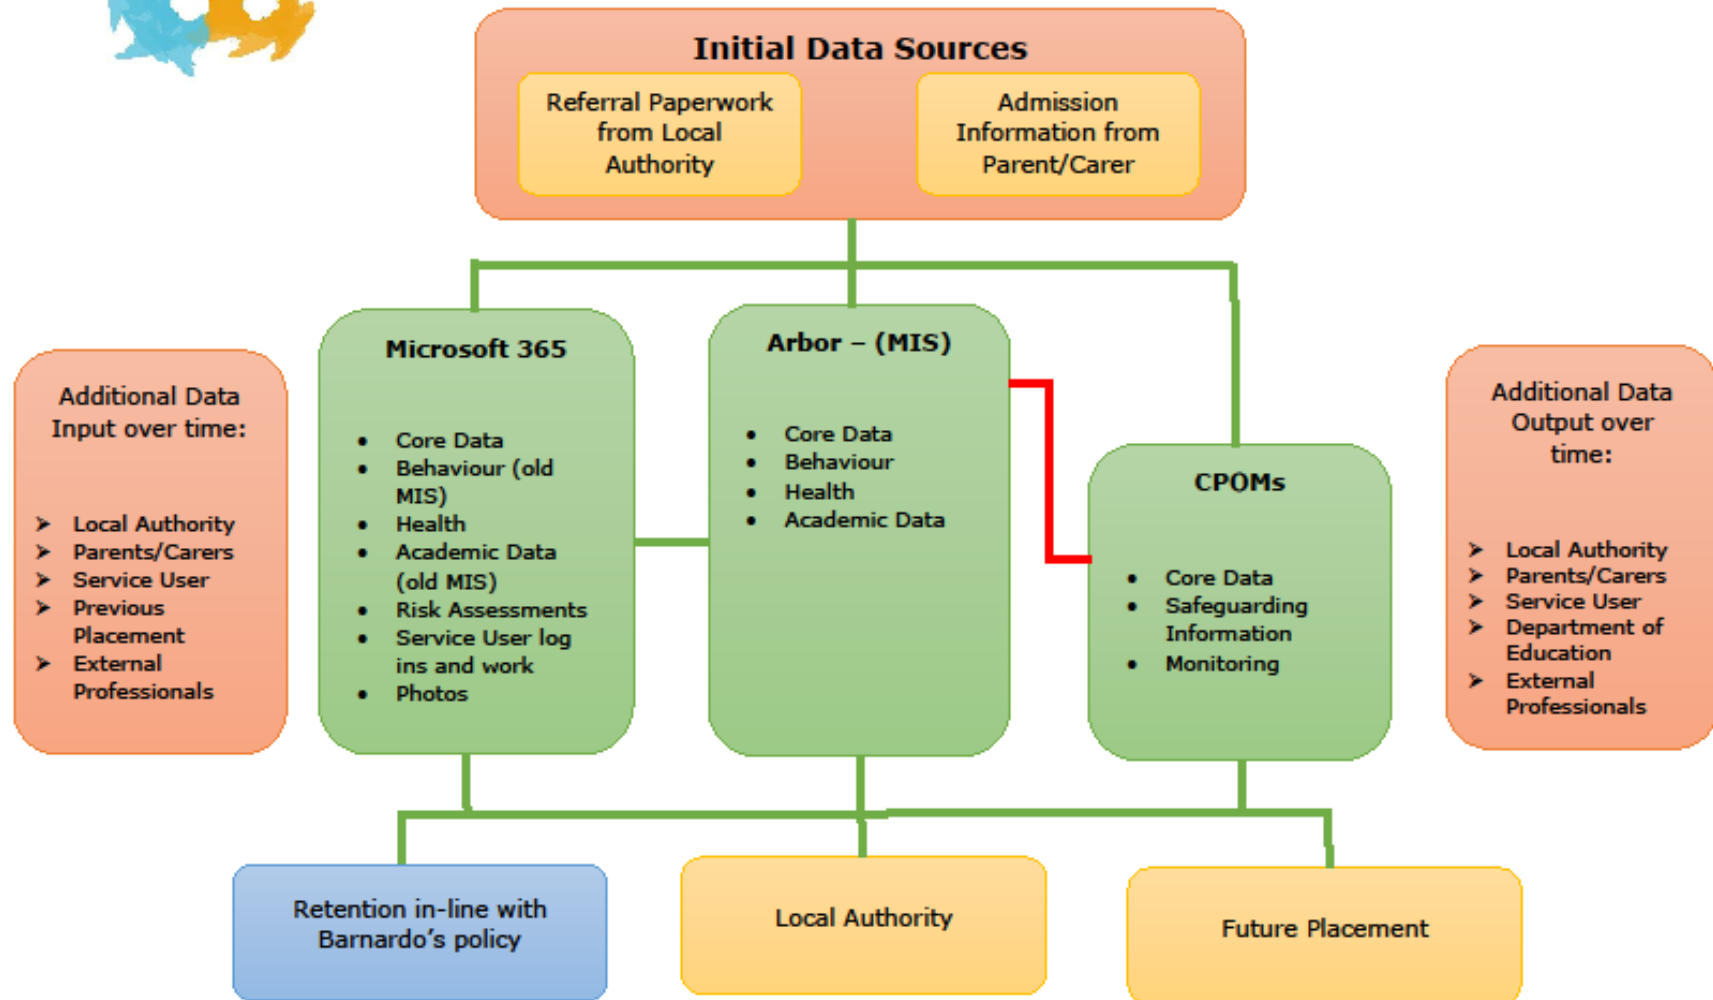 Initial Data Sources
Referral Paperwork
from Local
Authority
Admission
Information from
Parent/Carer
Additional Data
Input over time:
➢ Local Authority
➢ Parents/Carers
➢ Service User
➢ Previous
Placement
➢ External
Professionals
Microsoft 365
• Core Data
• Behaviour (old
MIS)
• Health
• Academic Data
(old MIS)
• Risk Assessments
• Service User log
ins and work
• Photos
Arbor – (MIS)
• Core Data
• Behaviour
• Health
• Academic Data
CPOMs
• Core Data
• Safeguarding
Information
• Monitoring
Additional Data
Output over
time:
➢ Local Authority
➢ Parents/Carers
➢ Service User
➢ Department of
Education
➢ External
Professionals
Retention in-line with
Barnardo’s policy
Local Authority
Future Placement